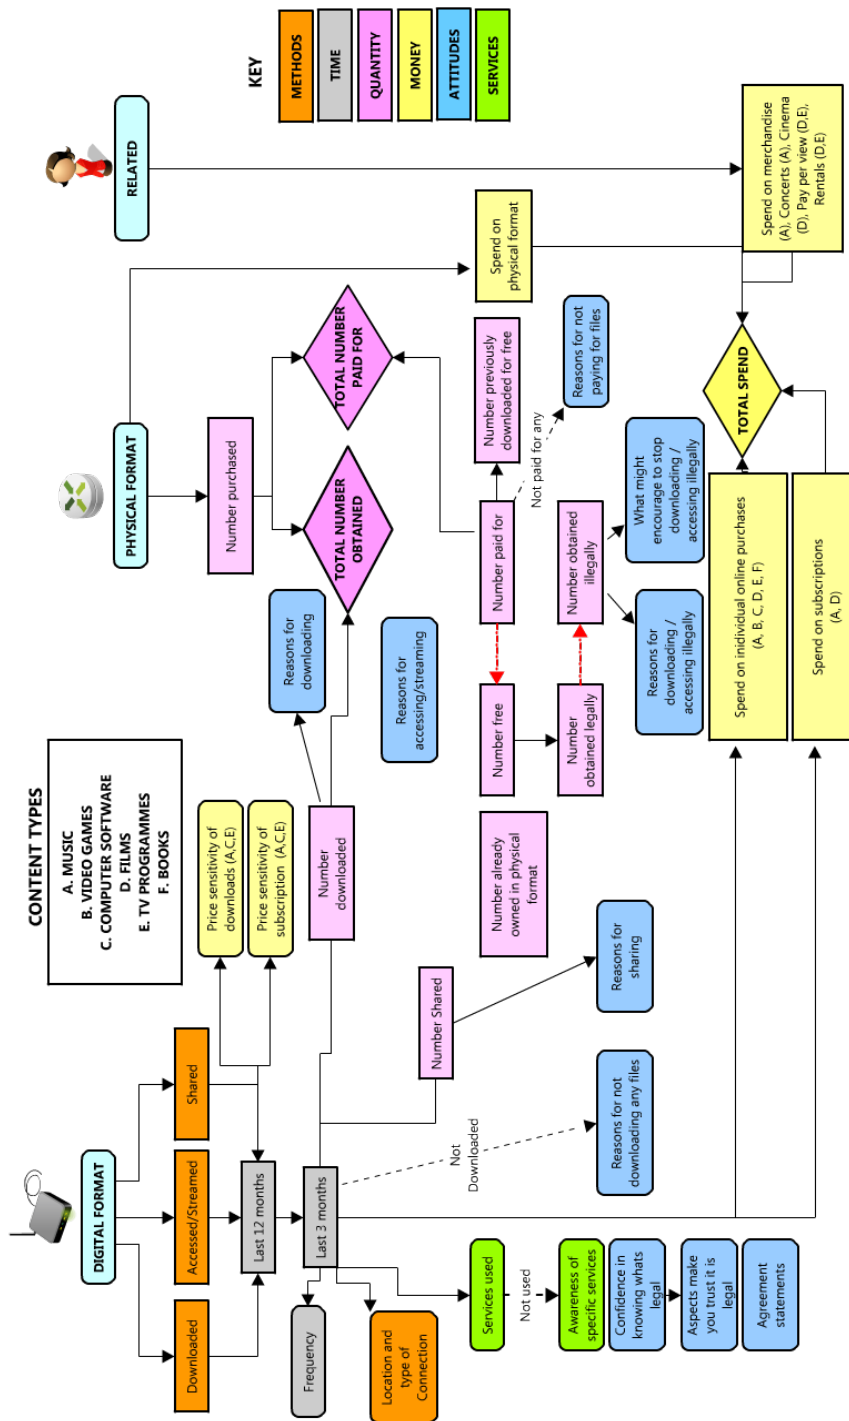 DIGITAL FORMAT
Downloaded
Accessed/Streamed
Shared
Last 12 months
Last 3 months
Frequency
Location and
type of
Connection
Services used
Not used
Awareness of
specific services
Confidence in
knowing whats
legal
Aspects make
you trust it is
legal
Agreement
statements
Not
Downloaded
Reasons for not
downloading any files
Number Shared
Reasons for
sharing
CONTENT TYPES
A. MUSIC
B. VIDEO GAMES
C. COMPUTER SOFTWARE
D. FILMS
E. TV PROGRAMMES
F. BOOKS
Price sensitivity of
downloads (A,C,E)
Price sensitivity of
subscription (A,C,E)
Number
downloaded
Reasons for
downloading
Reasons for
accessing/streaming
Number already
owned in physical
format
Number free
Number
obtained legally
Number paid for
Number obtained
illegally
Number previously
downloaded for free
Not paid for any
Reasons for not
paying for files
Reasons for
downloading /
accessing illegally
What might
encourage to stop
downloading /
accessing illegally
Spend on inidividual online purchases
(A, B, C, D, E, F)
Spend on subscriptions
(A, D)
PHYSICAL FORMAT
Number purchased
TOTAL NUMBER
OBTAINED
TOTAL NUMBER
PAID FOR
Spend on
physical format
TOTAL SPEND
RELATED
Spend on merchandise
(A), Concerts (A), Cinema
(D), Pay per view (D,E),
Rentals (D,E)
KEY
METHODS
TIME
QUANTITY
MONEY
ATTITUDES
SERVICES